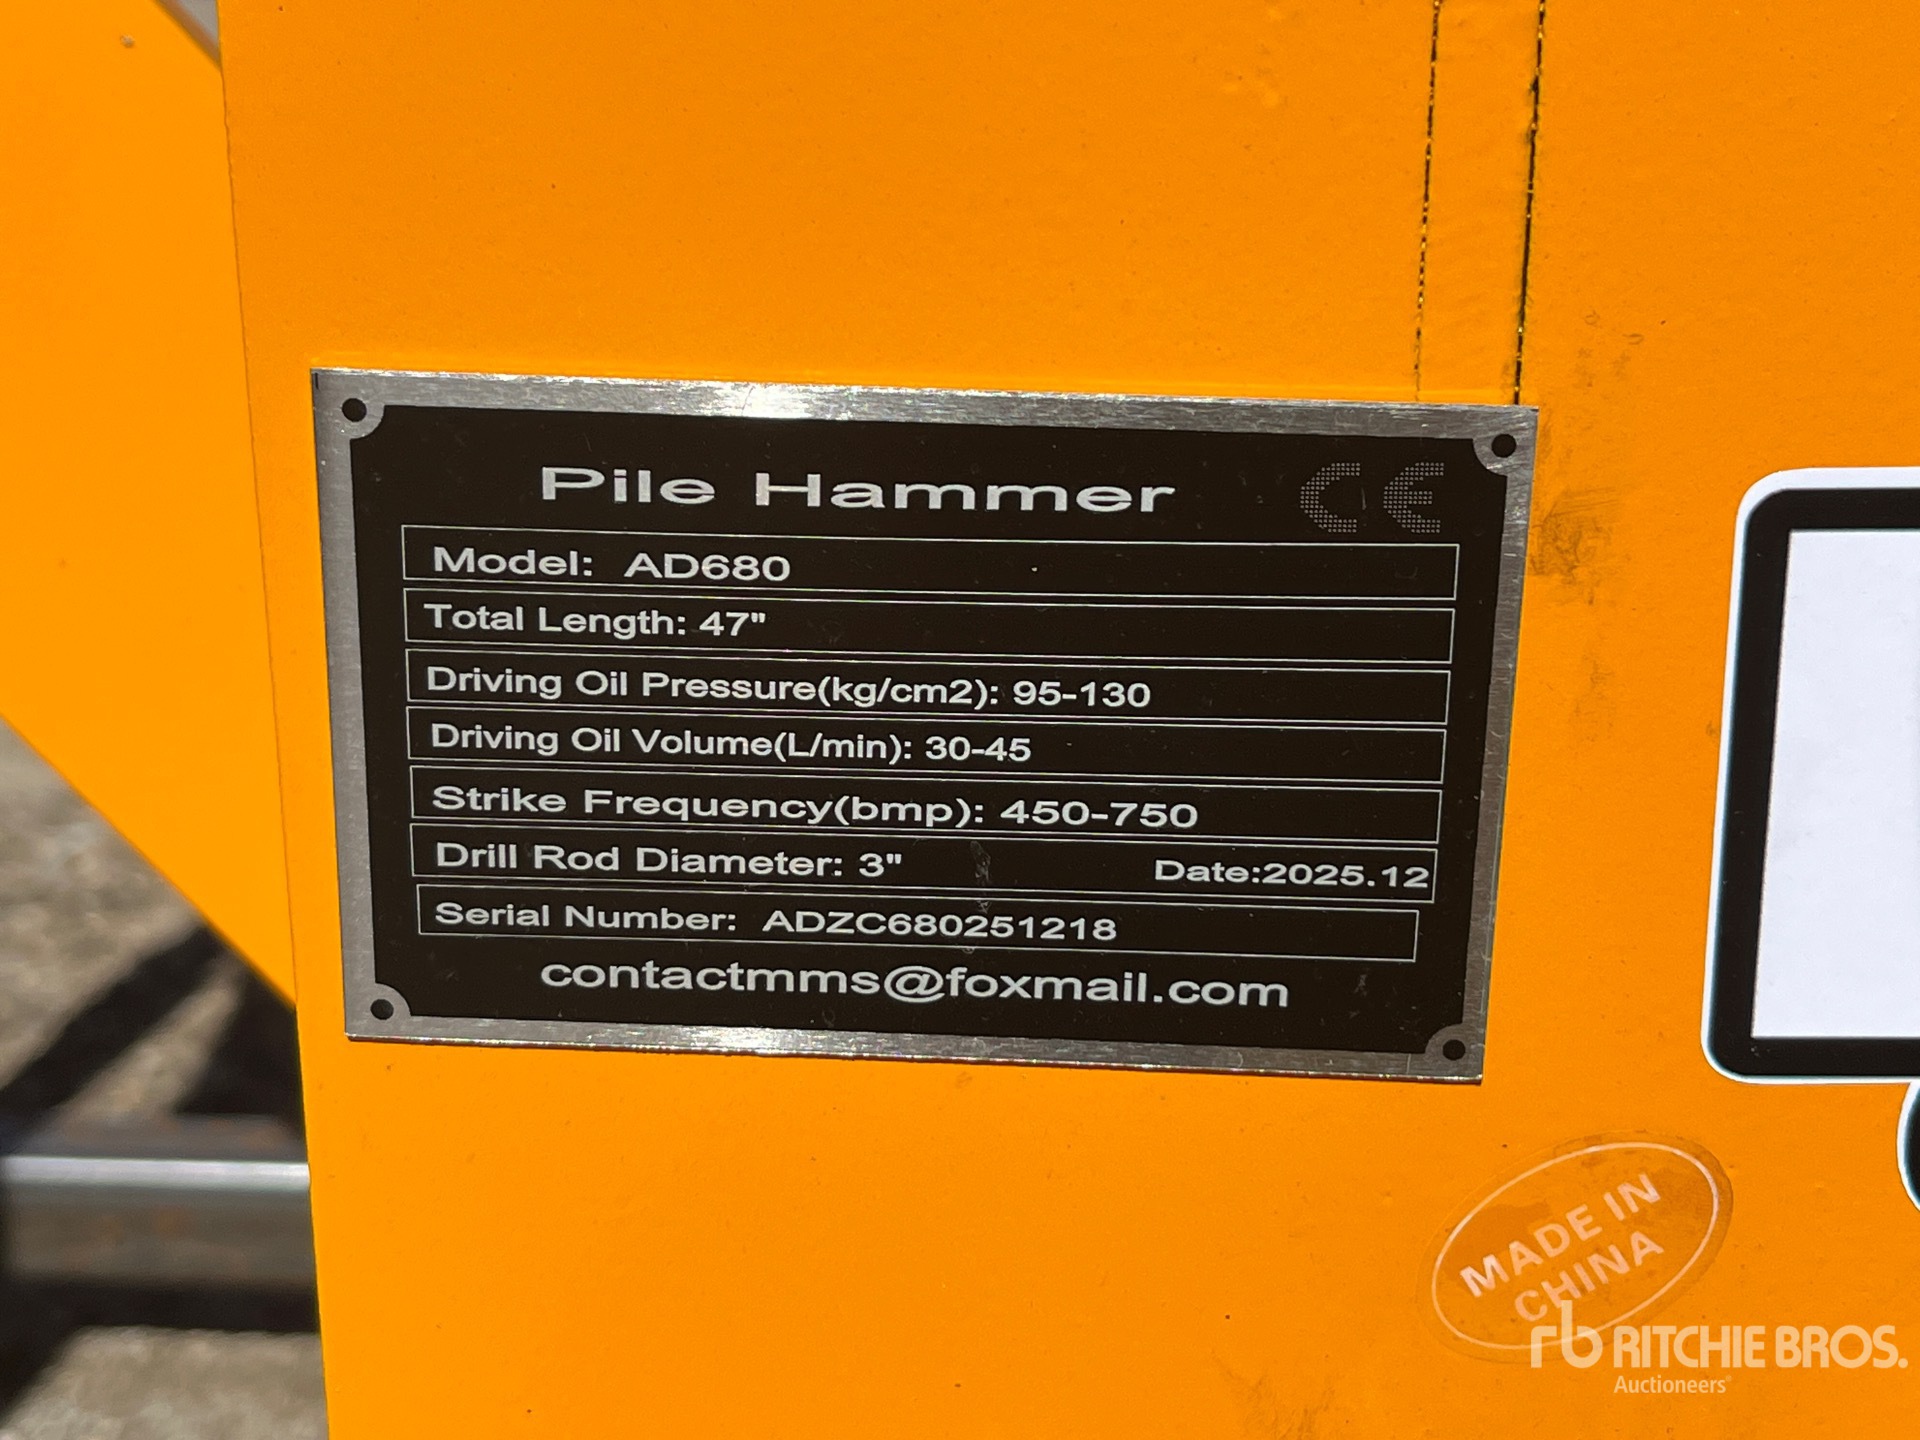 Pile Hammer CE
Model: AD680
Total Length: 47"
Driving Oil Pressure(kg/cm2): 95-130
Driving Oil Volume(L/min): 30-45
Strike Frequency(bmp): 450-750
Drill Rod Diameter: 3" Date:2025.12
Serial Number: ADZC680251218
contactmms@foxmail.com
MADE IN
CHINA
rb RITCHIE BROS.
Auctioneers